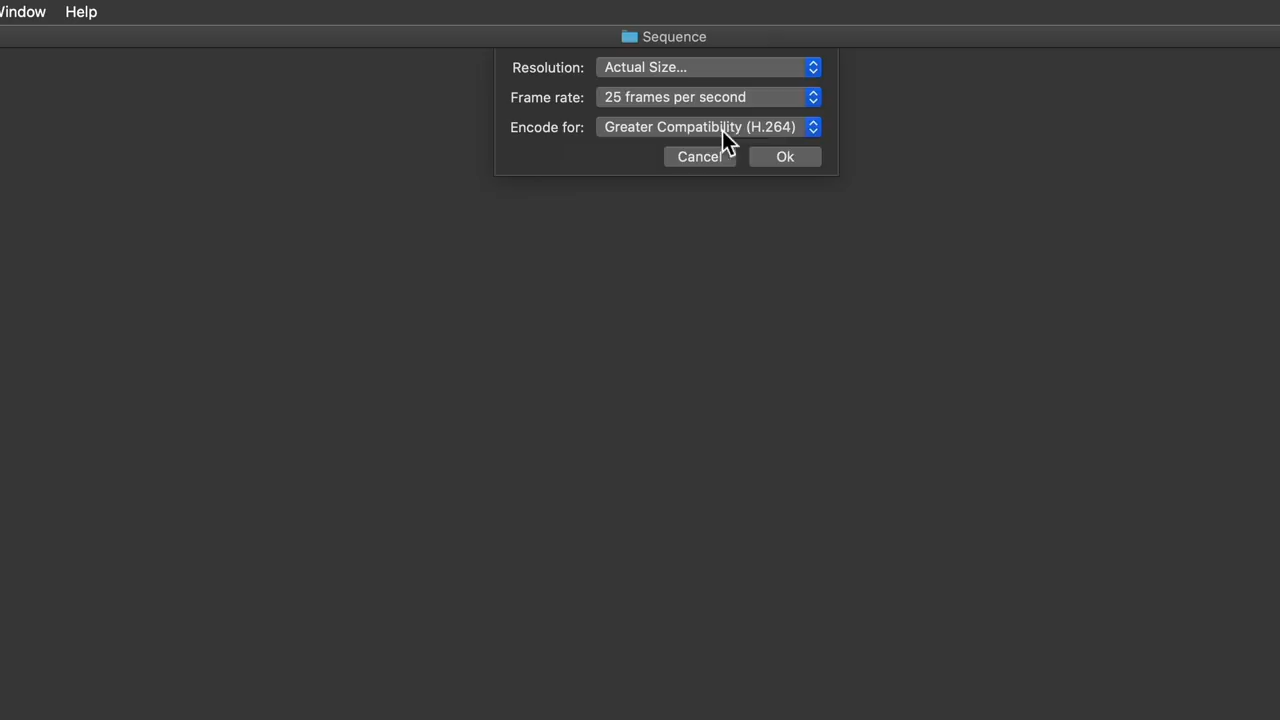 Window Help
Sequence
Resolution: Actual Size...
Frame rate: 25 frames per second
Encode for: Greater Compatibility (H.264)
Cancel Ok